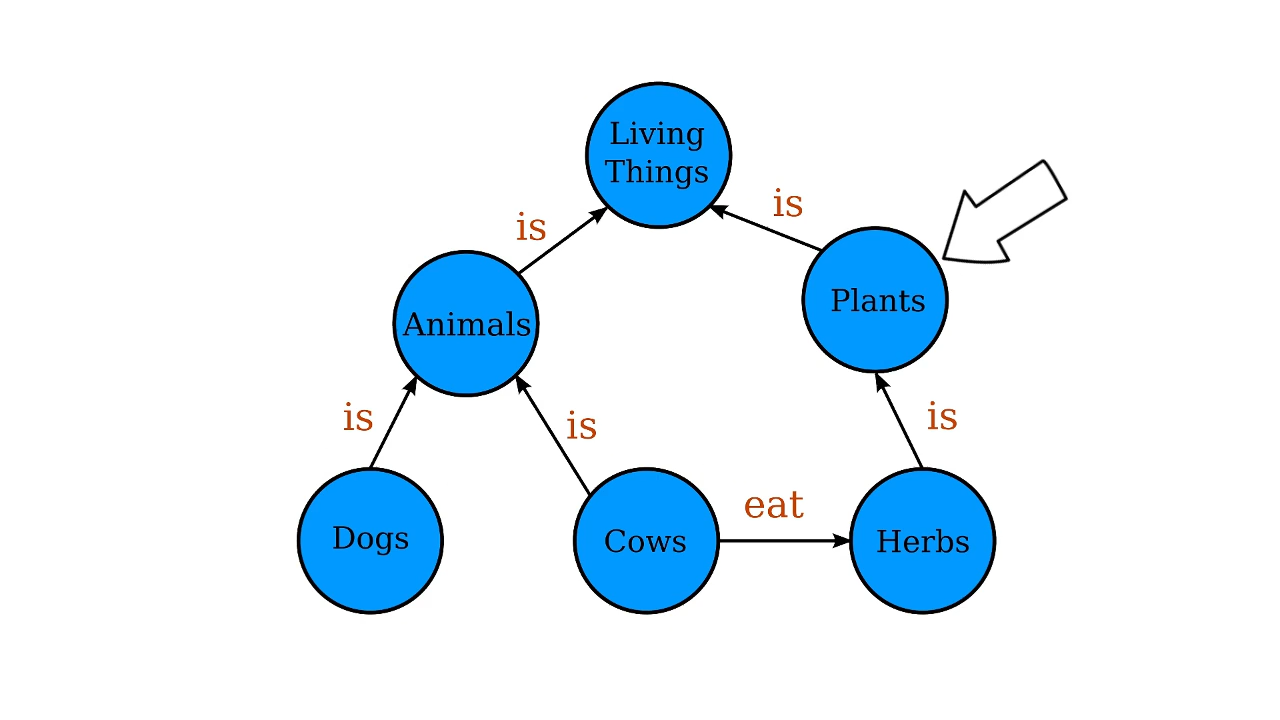 Living
Things
is
is
Plants
Animals
is
is
is
eat
Dogs
Cows
Herbs